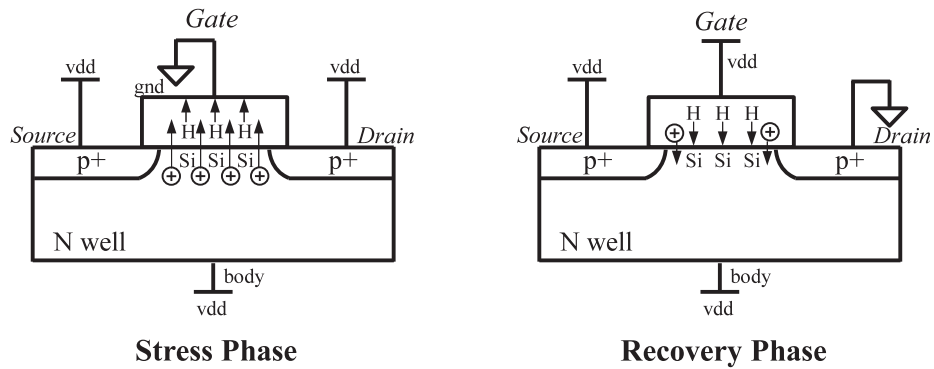 Gate
vdd
gnd
vdd
H H H
Source
Drain
p+
Si Si Si
p+
+ + + +
N well
body
vdd
Stress Phase
Gate
vdd
vdd
H H H
Source
+ +
Drain
p+
Si Si Si
p+
N well
body
vdd
Recovery Phase